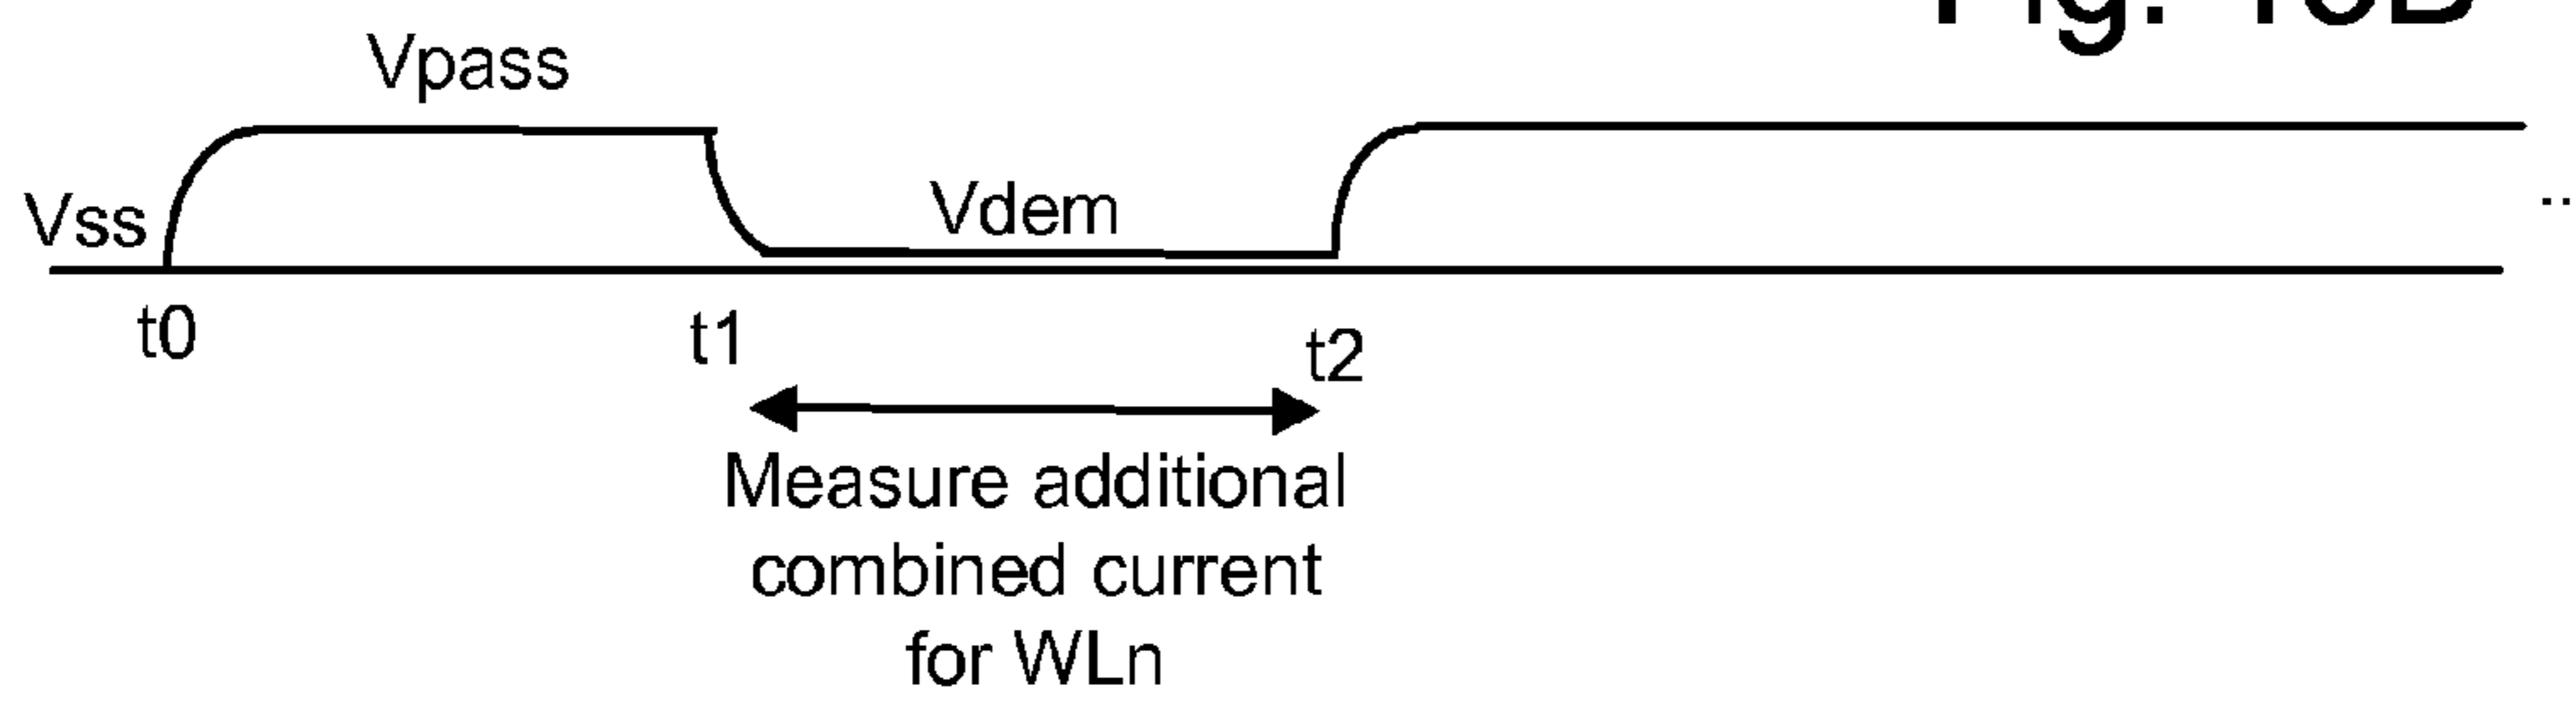 Vpass
Vss
Vdem
..
t0
t1
t2
Measure additional
combined current
for WLn